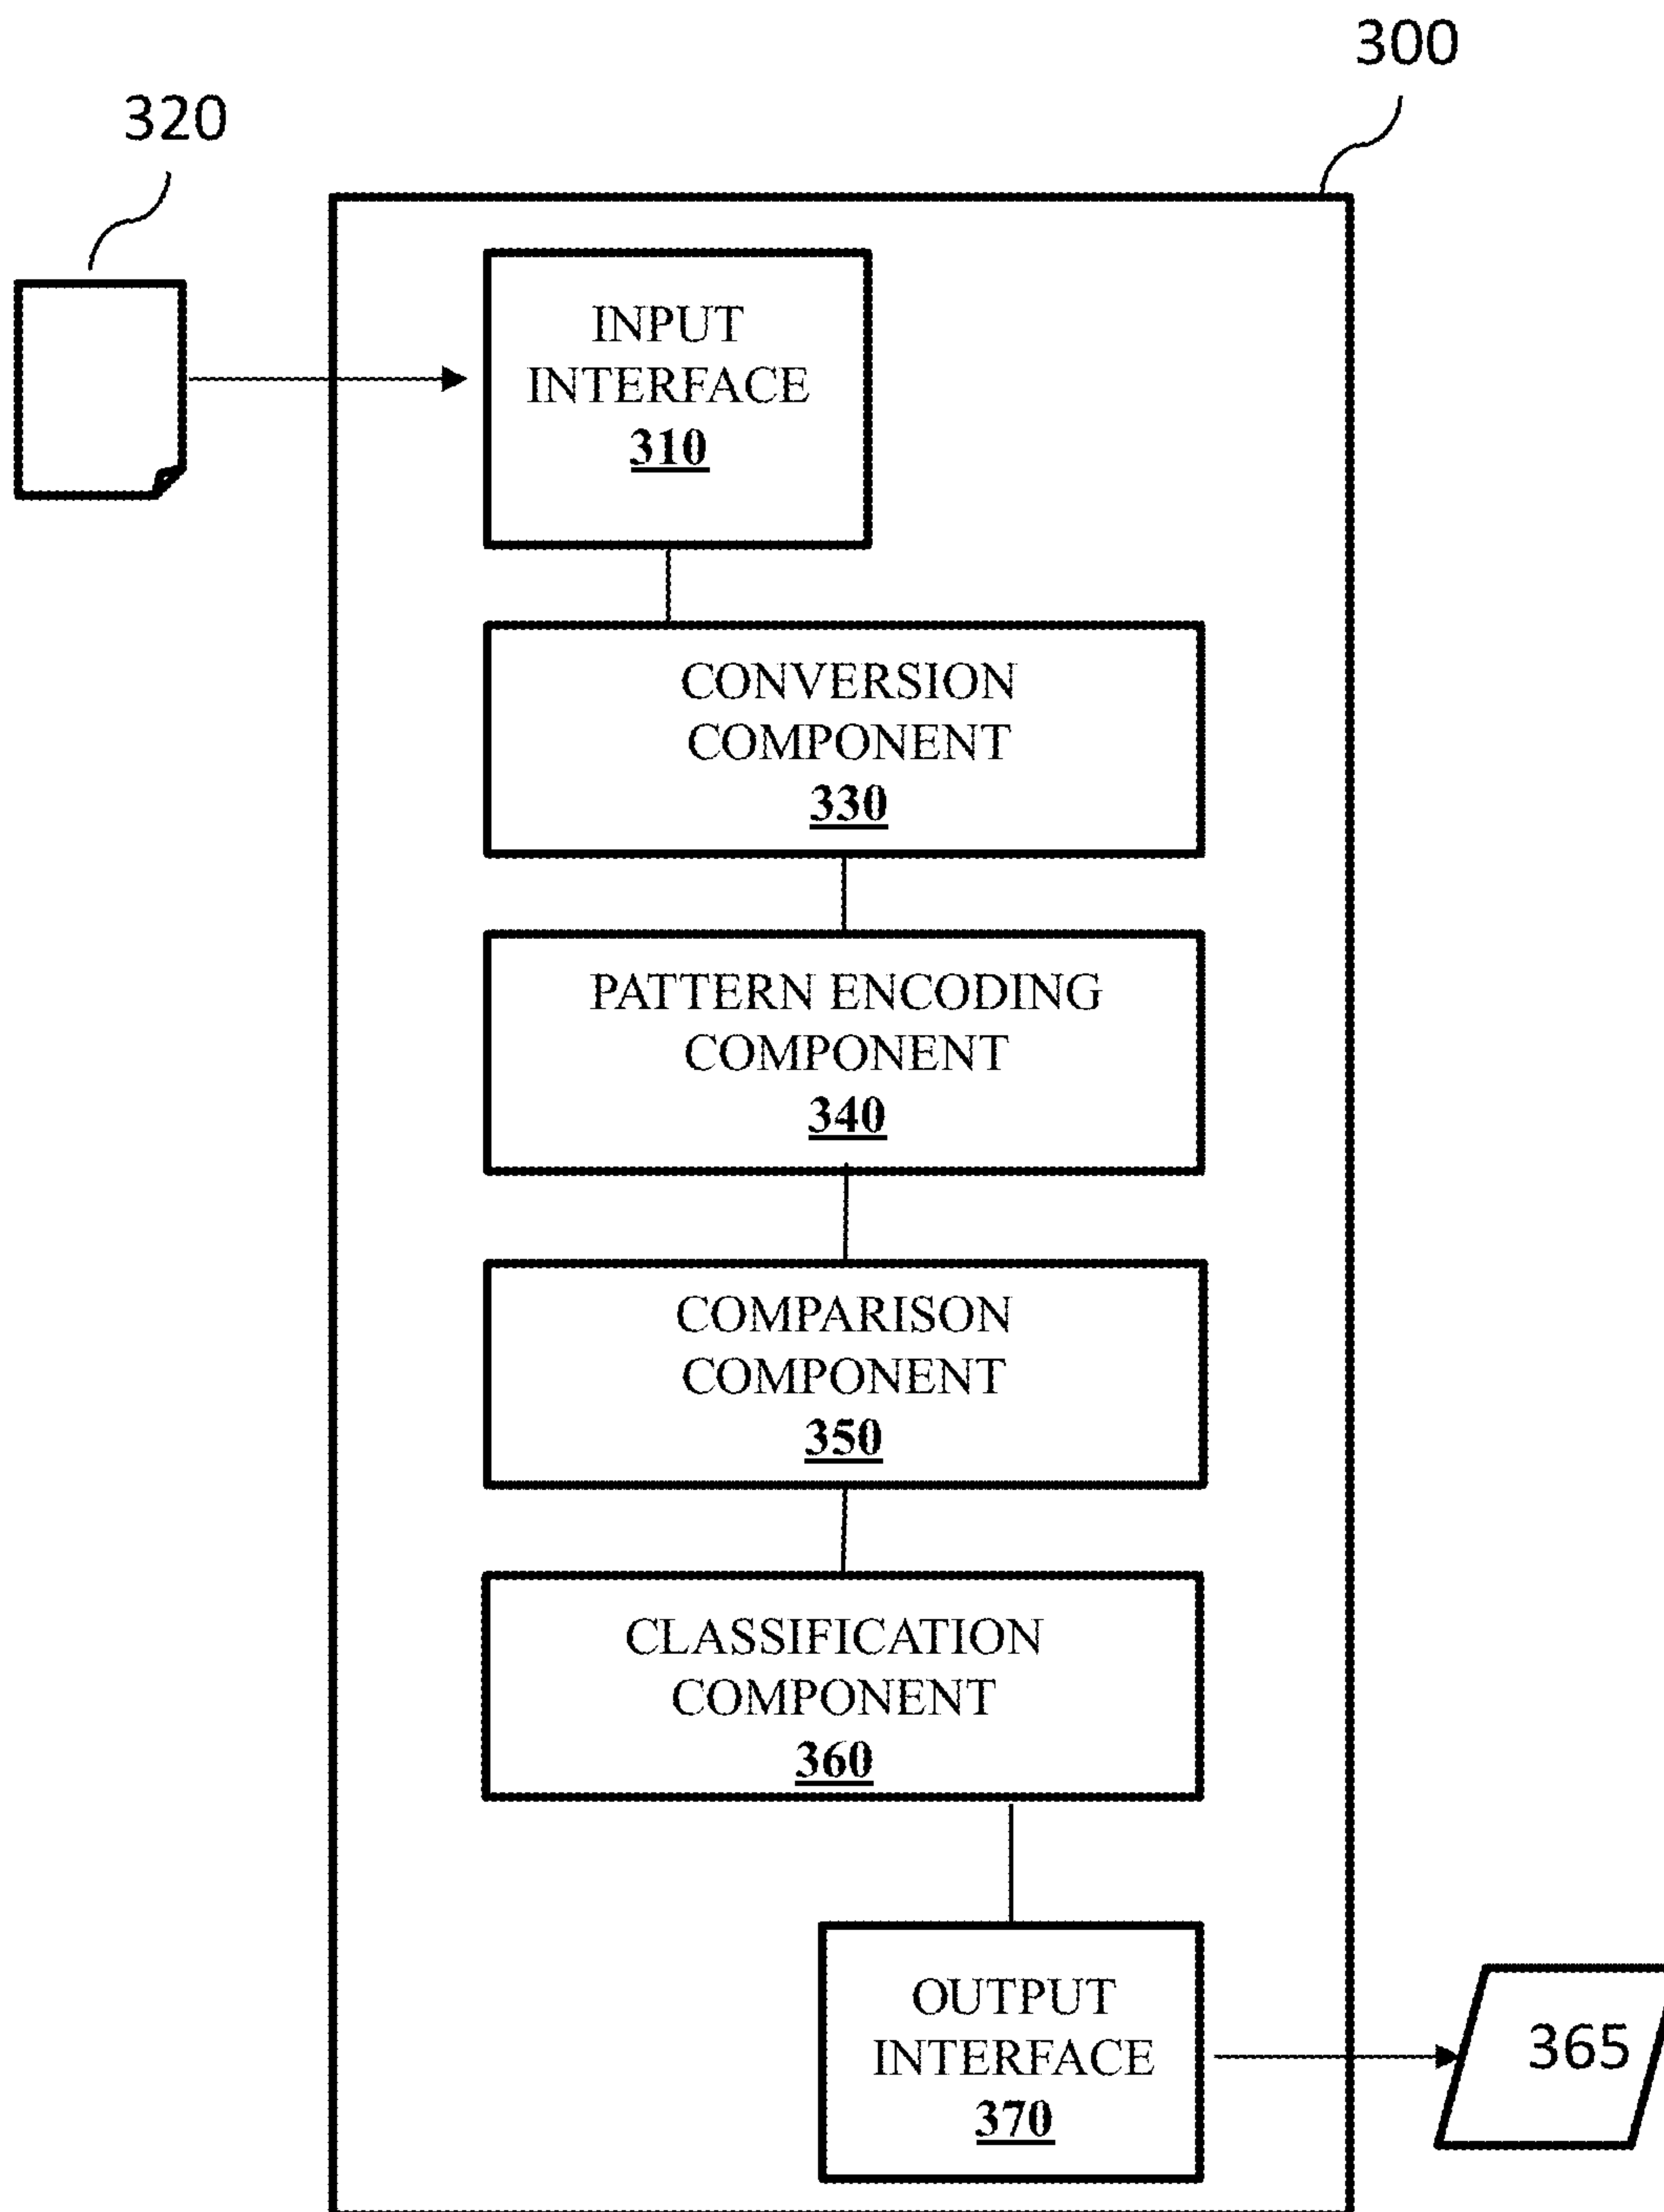 300
320
INPUT
INTERFACE
310
CONVERSION
COMPONENT
330
PATTERN ENCODING
COMPONENT
340
COMPARISON
COMPONENT
350
CLASSIFICATION
COMPONENT
360
OUTPUT
INTERFACE
370
365